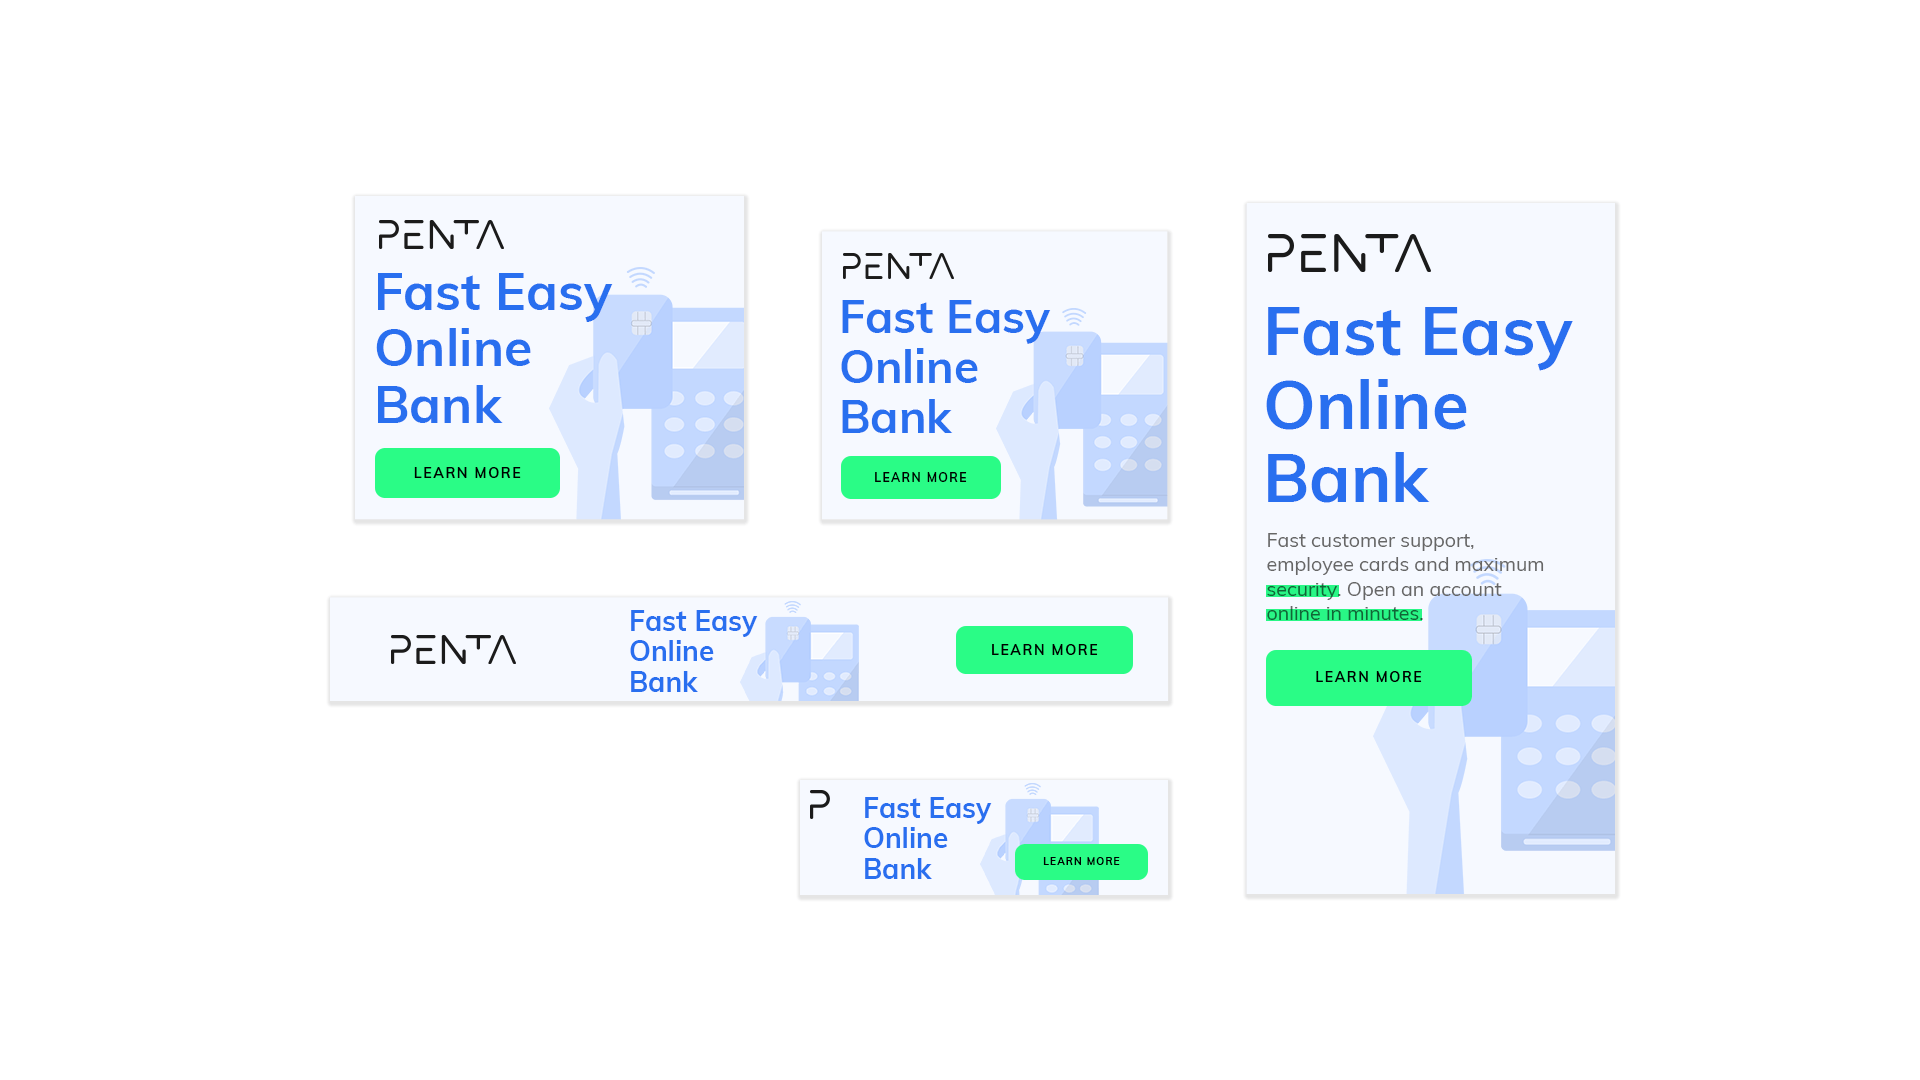 PENTA
Fast Easy
Online
Bank
LEARN MORE
PENTA
Fast Easy
Online
Bank
LEARN MORE
PENTA
Fast Easy
Online
Bank
Fast customer support,
employee cards and maximum
security. Open an account
online in minutes.
LEARN MORE
PENTA
Fast Easy
Online
Bank
LEARN MORE
P
Fast Easy
Online
Bank
LEARN MORE